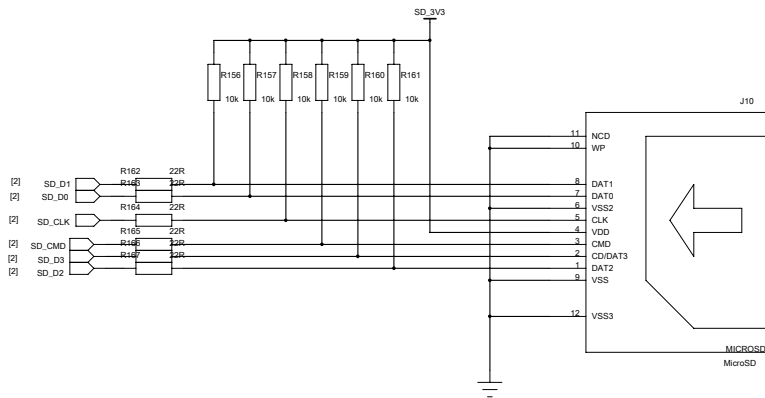 SD_3V3
R156 R157 R158 R159 R160 R161
10k 10k 10k 10k 10k 10k
J10
11 NCD
10 WP
R162 22R
[2] SD_D1 R163 22R 8 DAT1
[2] SD_D0 7 DAT0
R164 22R 6 VSS2
[2] SD_CLK 5 CLK
R165 22R 4 VDD
[2] SD_CMD R166 22R 3 CMD
[2] SD_D3 R167 22R 2 CD/DAT3
[2] SD_D2 1 DAT2
9 VSS
12 VSS3
MICROSD
MicroSD